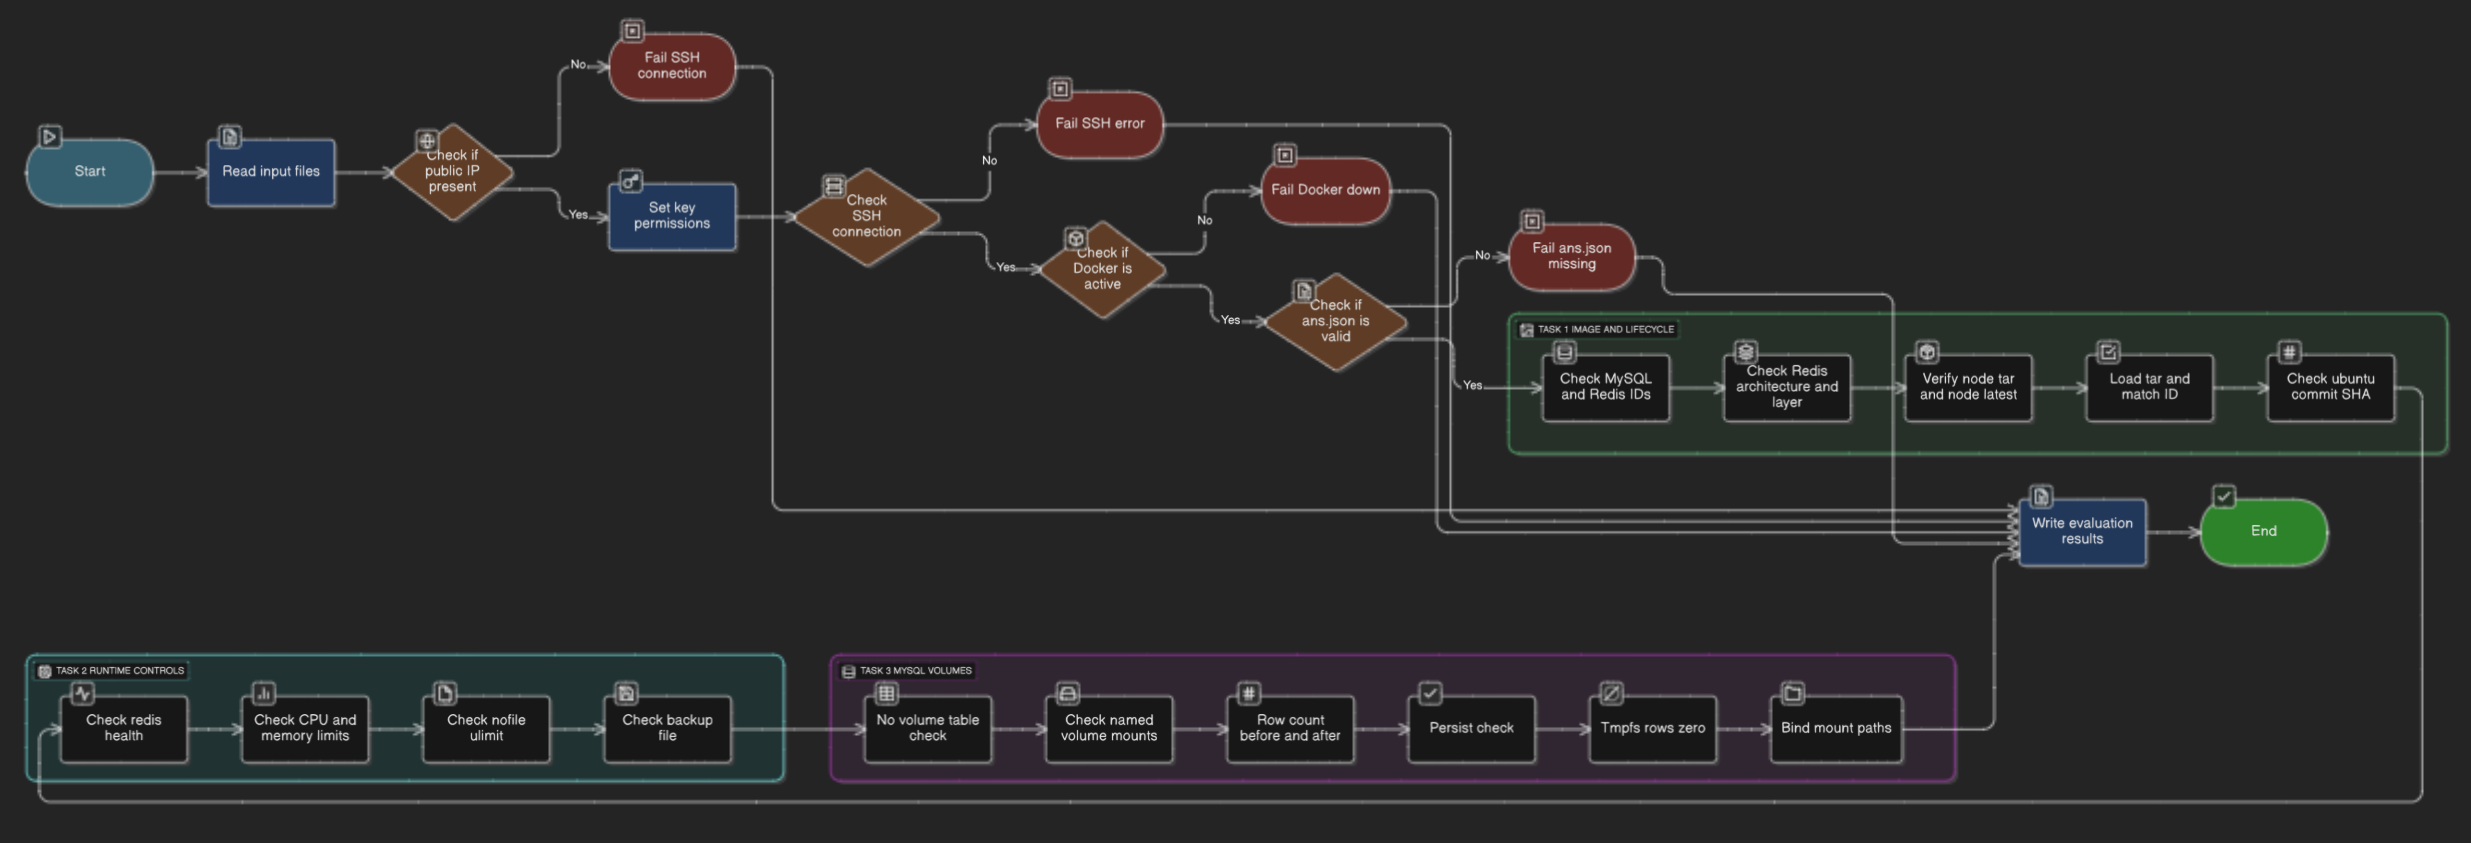 Start
Read input files
Check if
public IP
present
No
Fail SSH
connection
Yes
Set key
permissions
Check
SSH
connection
No
Fail SSH error
Yes
Check if
Docker is
active
No
Fail Docker down
Yes
Check if
ans.json is
valid
No
Fail ans.json
missing
Yes
TASK 1 IMAGE AND LIFECYCLE
Check MySQL
and Redis IDs
Check Redis
architecture and
layer
Verify node tar
and node latest
Load tar and
match ID
#
Check ubuntu
commit SHA
Write evaluation
results
End
TASK 2 RUNTIME CONTROLS
Check redis
health
Check CPU and
memory limits
Check nofile
ulimit
Check backup
file
TASK 3 MYSQL VOLUMES
No volume table
check
Check named
volume mounts
#
Row count
before and after
Persist check
Tmpfs rows zero
Bind mount paths